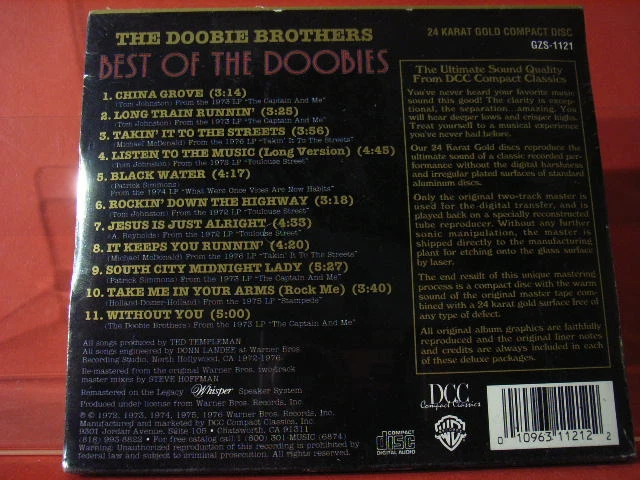 THE DOOBIE BROTHERS
BEST OF THE DOOBIES
1. CHINA GROVE (3:14)
(Tom Johnston) From the 1973 LP "The Captain And Me"
2. LONG TRAIN RUNNIN' (3:25)
(Tom Johnston) From the 1973 LP "The Captain And Me"
3. TAKIN' IT TO THE STREETS (3:56)
(Michael McDonald) From the 1976 LP "Takin' It To The Streets"
4. LISTEN TO THE MUSIC (Long Version) (4:45)
(Tom Johnston) From the 1972 LP "Toulouse Street"
5. BLACK WATER (4:17)
(Patrick Simmons)
From the 1974 LP "What Were Once Vices Are Now Habits"
6. ROCKIN' DOWN THE HIGHWAY (3:18)
(Tom Johnston) From the 1972 LP "Toulouse Street"
7. JESUS IS JUST ALRIGHT (4:33)
(A. Reynolds) From the 1972 LP "Toulouse Street"
8. IT KEEPS YOU RUNNIN' (4:20)
(Michael McDonald) From the 1976 LP "Takin' It To The Streets"
9. SOUTH CITY MIDNIGHT LADY (5:27)
(Patrick Simmons) From the 1973 LP "The Captain And Me"
10. TAKE ME IN YOUR ARMS (Rock Me) (3:40)
(Holland-Dozier-Holland) From the 1975 LP "Stampede"
11. WITHOUT YOU (5:00)
(The Doobie Brothers) From the 1973 LP "The Captain And Me"
All songs produced by TED TEMPLEMAN
All songs engineered by DONN LANDEE at Warner Bros.
Recording Studio, North Hollywood, CA 1972-1976.
Re-mastered from the original Warner Bros. two-track
master mixes by STEVE HOFFMAN
Remastered on the Legacy Whisper Speaker System
Produced under license from Warner Bros. Records, Inc.
℗ © 1972, 1973, 1974, 1975, 1976 Warner Bros. Records, Inc.
Manufactured and marketed by DCC Compact Classics, Inc.
9301 Jordan Avenue, Suite 105 • Chatsworth, CA 91311
(818) 993-8822 • For free catalog call 1 (800) 301 MUSIC (6874)
Warning: Unauthorized reproduction of this recording is prohibited by
federal law and subject to criminal prosecution. All rights reserved.
24 KARAT GOLD COMPACT DISC
GZS-1121
The Ultimate Sound Quality
From DCC Compact Classics
You've never heard your favorite music
sound this good! The clarity is excep-
tional, the separation...amazing. You
will hear deeper lows and crisper highs.
Treat yourself to a musical experience
you've never had before.
Our 24 Karat Gold discs reproduce the
ultimate sound of a classic recorded per-
formance without the digital harshness
and irregular plated surfaces of standard
aluminum discs.
Only the original two-track master is
used for the digital transfer, and is
played back on a specially reconstructed
tube reproducer. Without any further
sonic manipulation, the master is
shipped directly to the manufacturing
plant for etching onto the glass surface
by laser.
The end result of this unique mastering
process is a compact disc with the warm
sound of the original master tape com-
bined with a 24 karat gold surface free
of any type of defect.
All original album graphics are faithfully
reproduced and the original liner notes
and credits are always included in each
of these deluxe packages.
COMPACT
disc
DIGITAL AUDIO
DCC
Compact Classics
WB
0 10963 11212 2